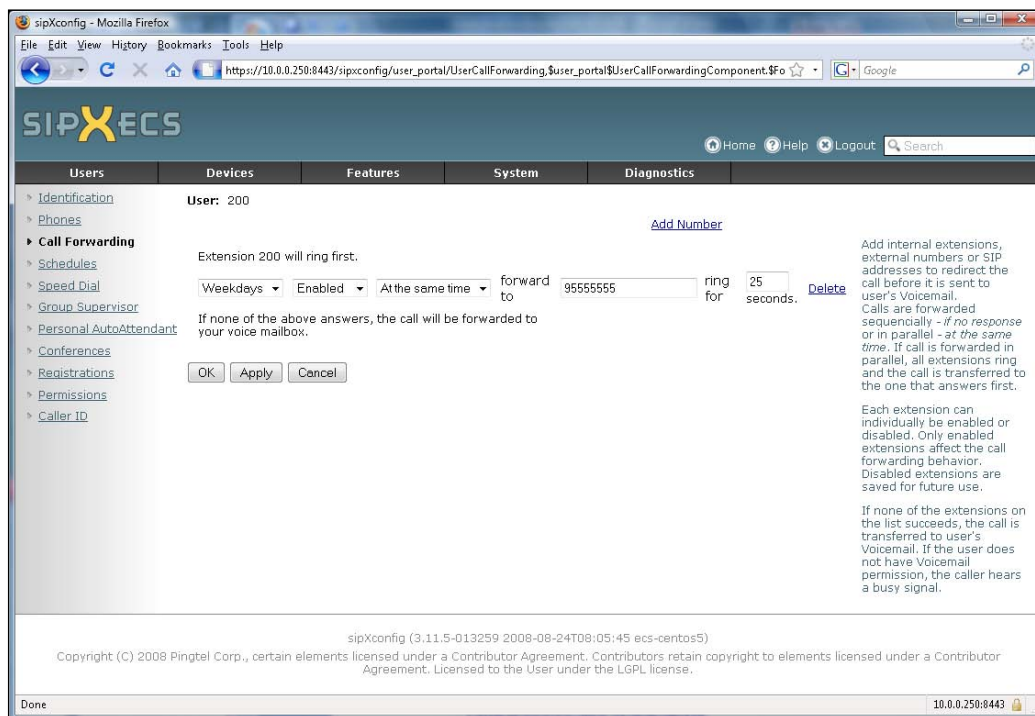 sipXconfig - Mozilla Firefox
File Edit View History Bookmarks Tools Help
https://10.0.0.250:8443/sipxconfig/user_portal/UserCallForwarding,$user_portal$UserCallForwardingComponent.$Fo
Google
SIPXECS
Home Help Logout Search
Users Devices Features System Diagnostics
Identification
Phones
Call Forwarding
Schedules
Speed Dial
Group Supervisor
Personal AutoAttendant
Conferences
Registrations
Permissions
Caller ID
User: 200
Add Number
Extension 200 will ring first.
Weekdays Enabled At the same time forward to 95555555 ring for 25 seconds. Delete
If none of the above answers, the call will be forwarded to
your voice mailbox.
OK Apply Cancel
Add internal extensions,
external numbers or SIP
addresses to redirect the
call before it is sent to
user's Voicemail.
Calls are forwarded
sequencially - if no response
or in parallel - at the same
time. If call is forwarded in
parallel, all extensions ring
and the call is transferred to
the one that answers first.
Each extension can
individually be enabled or
disabled. Only enabled
extensions affect the call
forwarding behavior.
Disabled extensions are
saved for future use.
If none of the extensions on
the list succeeds, the call is
transferred to user's
Voicemail. If the user does
not have Voicemail
permission, the caller hears
a busy signal.
sipXconfig (3.11.5-013259 2008-08-24T08:05:45 ecs-centos5)
Copyright (C) 2008 Pingtel Corp., certain elements licensed under a Contributor Agreement. Contributors retain copyright to elements licensed under a Contributor
Agreement. Licensed to the User under the LGPL license.
Done
10.0.0.250:8443